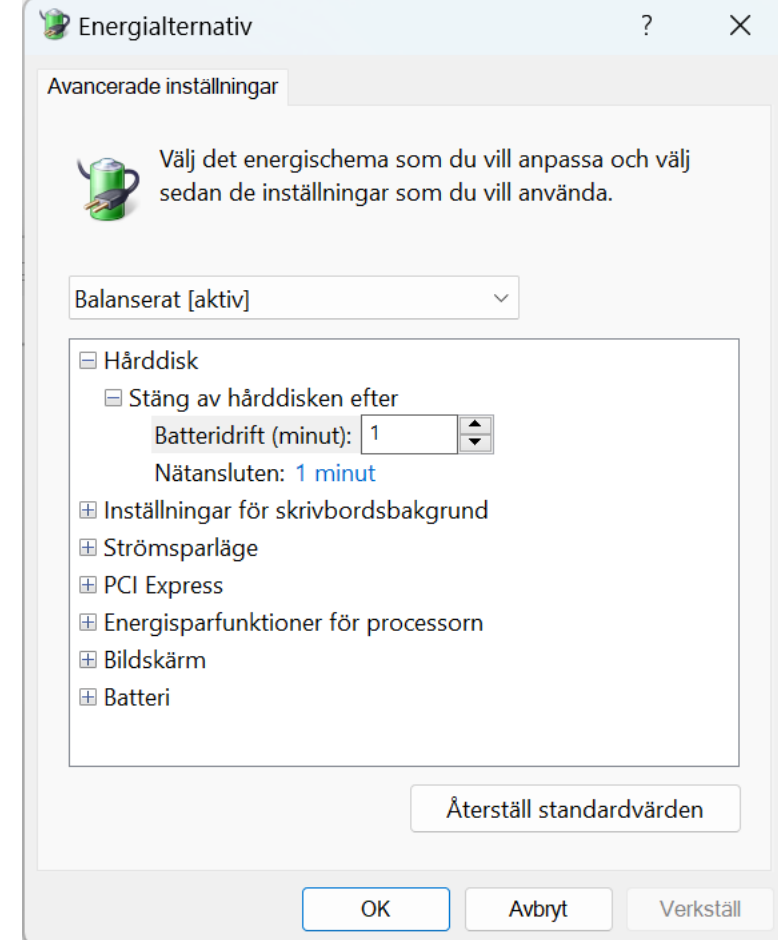 Energialternativ ?
Avancerade inställningar
Välj det energischema som du vill anpassa och välj
sedan de inställningar som du vill använda.
Balanserat [aktiv]
Hårddisk
Stäng av hårddisken efter
Batteridrift (minut): 1
Nätansluten: 1 minut
Inställningar för skrivbordsbakgrund
Strömsparläge
PCI Express
Energisparfunktioner för processorn
Bildskärm
Batteri
Återställ standardvärden
OK Avbryt Verkställ